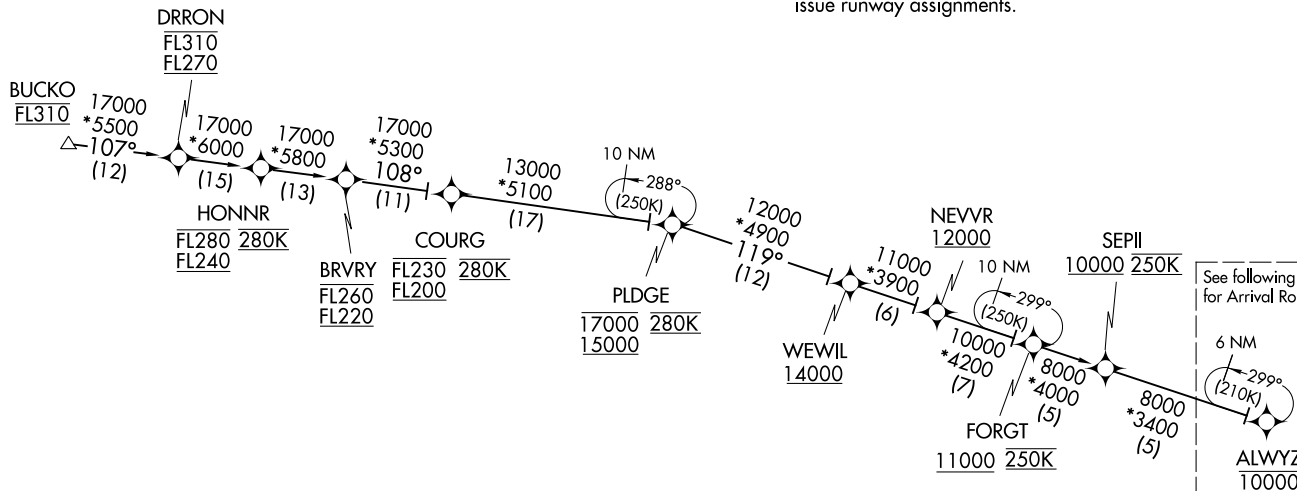 issue runway assignments.
BUCKO
FL310
17000
*5500
107°
(12)
DRRON
FL310
FL270
17000
*6000
(15)
HONNR
FL280 280K
FL240
17000
*5800
(13)
BRVRY
FL260
FL220
17000
*5300
108°
(11)
COURG
FL230 280K
FL200
13000
*5100
(17)
10 NM
288°
(250K)
PLDGE
17000 280K
15000
12000
*4900
119°
(12)
WEWIL
14000
11000
*3900
(6)
NEVVR
12000
10000
*4200
(7)
10 NM
299°
(250K)
FORGT
11000 250K
8000
*4000
(5)
SEPII
10000 250K
8000
*3400
(5)
See following
for Arrival Ro
6 NM
299°
(210K)
ALWYZ
10000